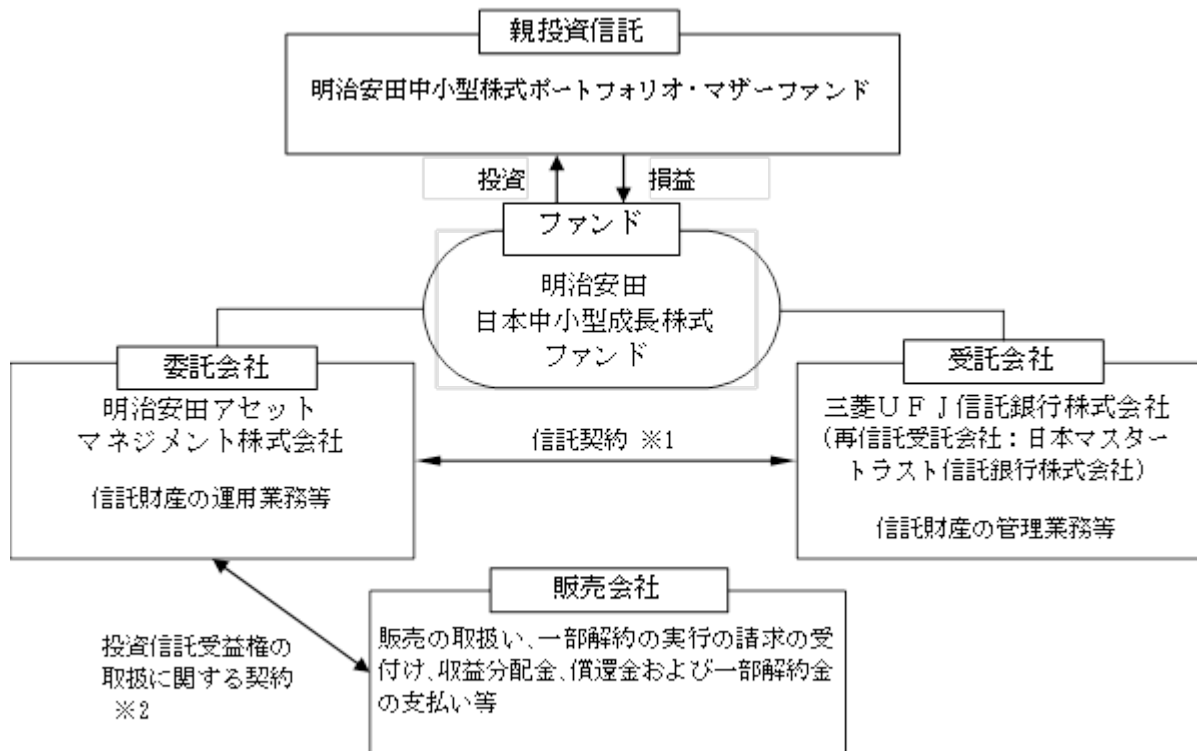 親投資信託
明治安田中小型株式ポートフォリオ・マザーファンド
投資
損益
ファンド
明治安田
日本中小型成長株式
ファンド
委託会社
明治安田アセット
マネジメント株式会社
信託財産の運用業務等
信託契約 ※1
受託会社
三菱UFJ信託銀行株式会社
(再信託受託会社:日本マスター
トラスト信託銀行株式会社)
信託財産の管理業務等
投資信託受益権の
取扱に関する契約
※2
販売会社
販売の取扱い、一部解約の実行の請求の受
付け、収益分配金、償還金および一部解約金
の支払い等